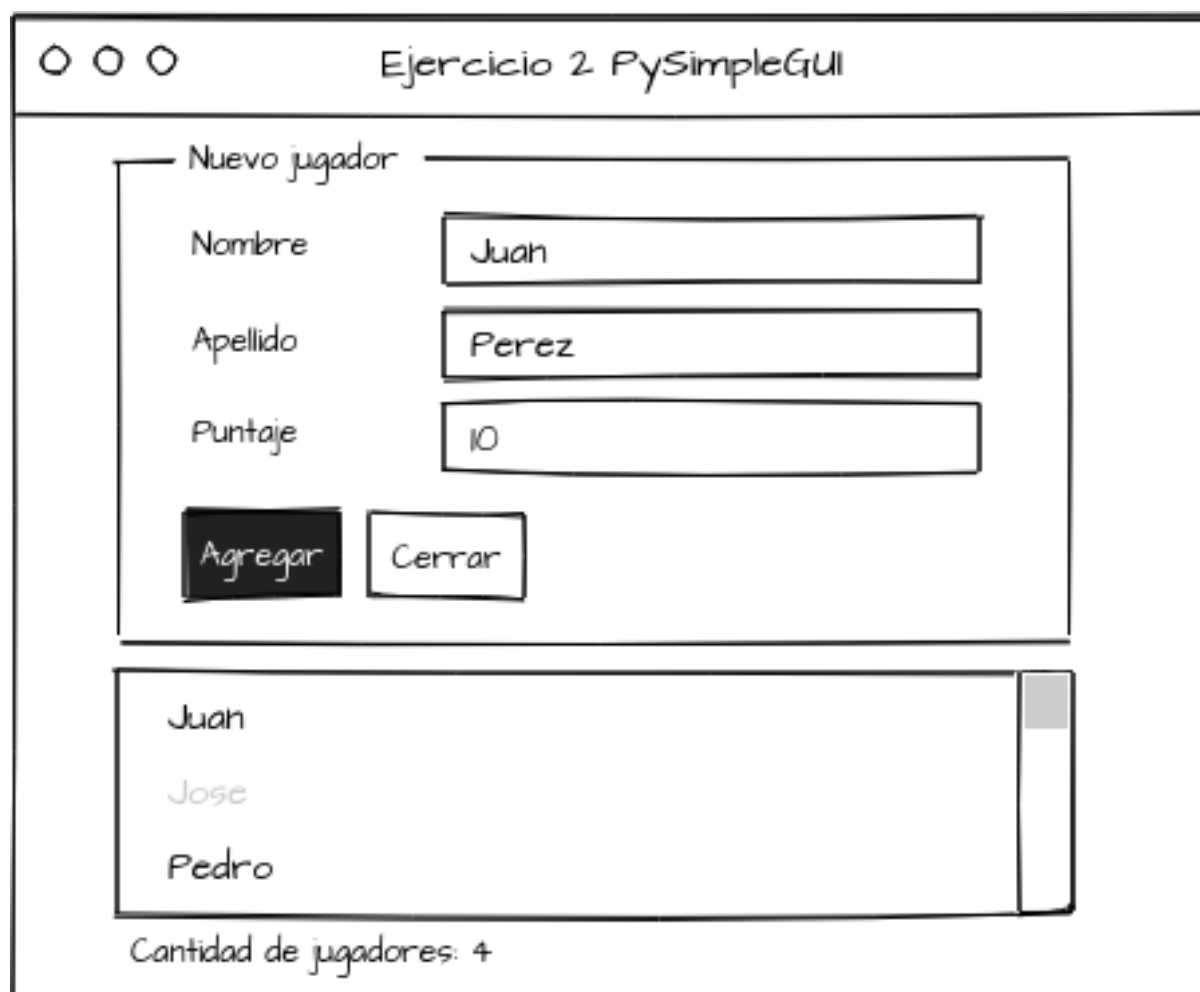 Ejercicio 2 PySimpleGUI
Nuevo jugador
Nombre Juan
Apellido Perez
Puntaje 10
Agregar Cerrar
Juan
Jose
Pedro
Cantidad de jugadores: 4